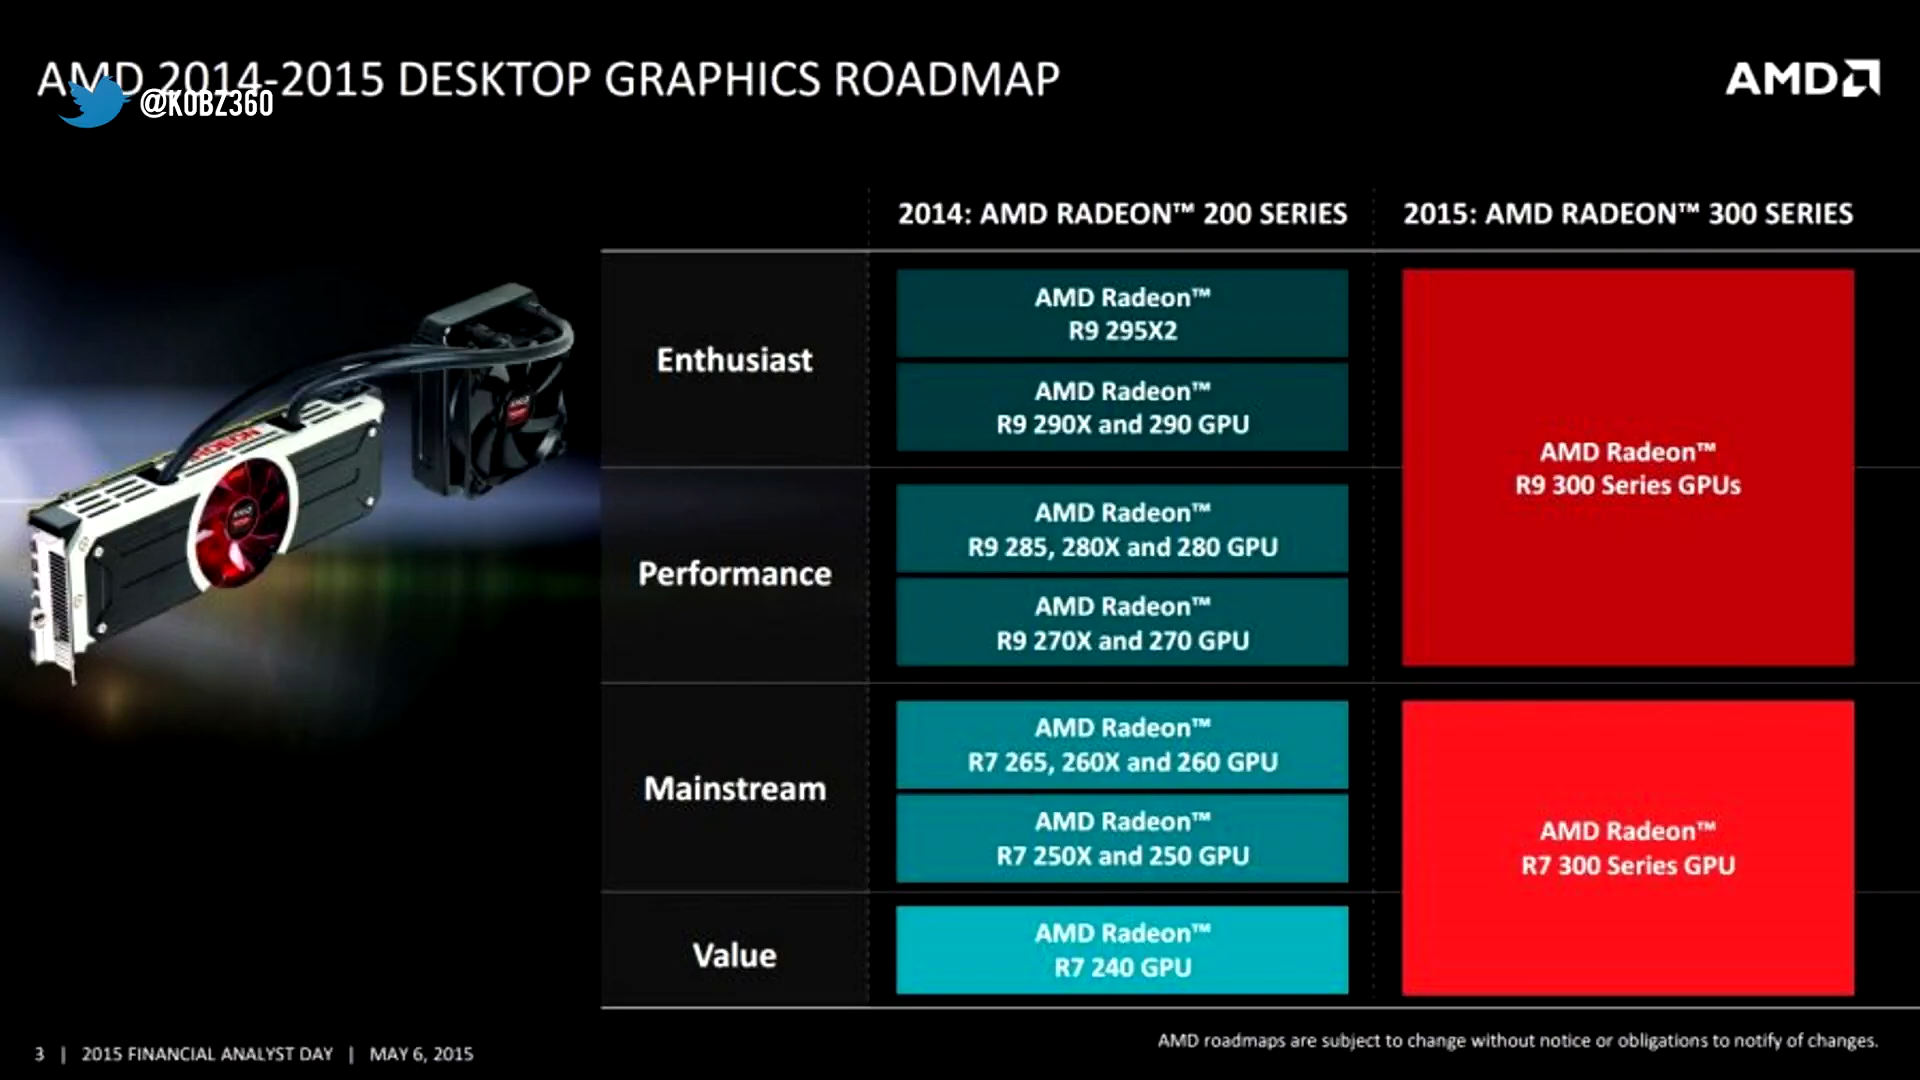 AMD 2014-2015 DESKTOP GRAPHICS ROADMAP
@K0BZ360
AMD
2014: AMD RADEON™ 200 SERIES
2015: AMD RADEON™ 300 SERIES
Enthusiast
AMD Radeon™
R9 295X2
AMD Radeon™
R9 290X and 290 GPU
AMD Radeon™
R9 300 Series GPUs
Performance
AMD Radeon™
R9 285, 280X and 280 GPU
AMD Radeon™
R9 270X and 270 GPU
Mainstream
AMD Radeon™
R7 265, 260X and 260 GPU
AMD Radeon™
R7 250X and 250 GPU
AMD Radeon™
R7 300 Series GPU
Value
AMD Radeon™
R7 240 GPU
RADEON
3 | 2015 FINANCIAL ANALYST DAY | MAY 6, 2015
AMD roadmaps are subject to change without notice or obligations to notify of changes.